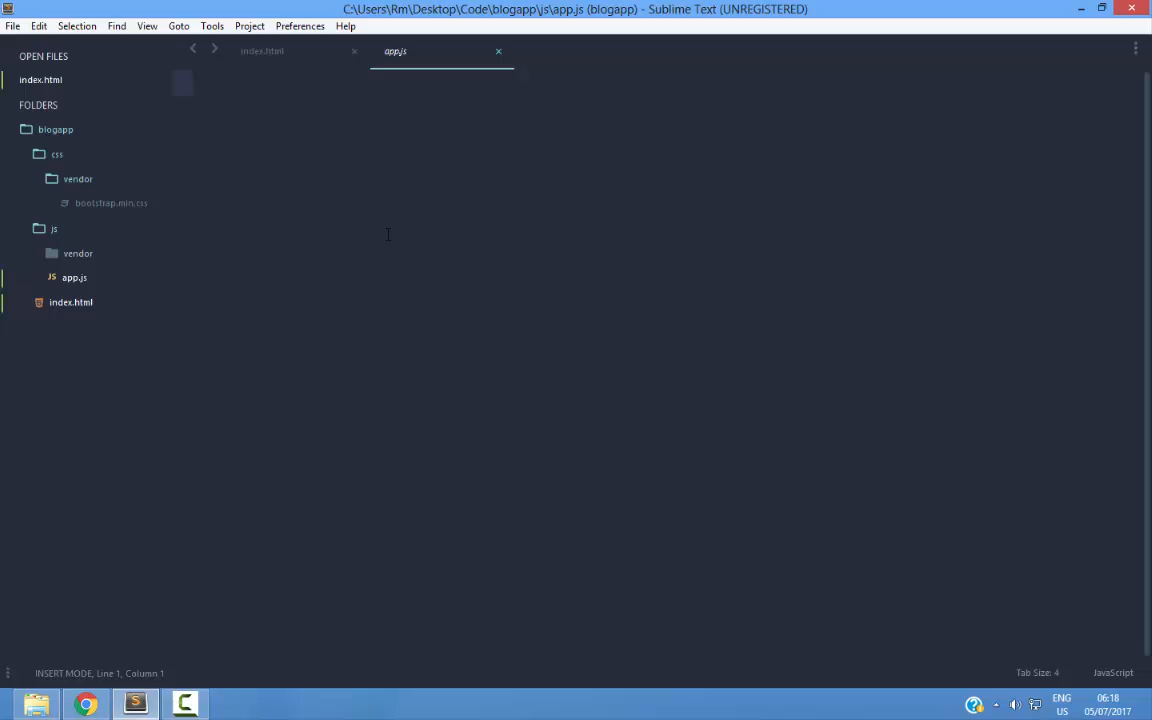 C:\Users\Rm\Desktop\Code\blogapp\js\app.js (blogapp) - Sublime Text (UNREGISTERED)
File Edit Selection Find View Goto Tools Project Preferences Help
OPEN FILES
index.html
FOLDERS
blogapp
css
vendor
bootstrap.min.css
js
vendor
JS app.js
index.html
index.html
app.js
INSERT MODE, Line 1, Column 1
Tab Size: 4
JavaScript
ENG
US
06:18
05/07/2017